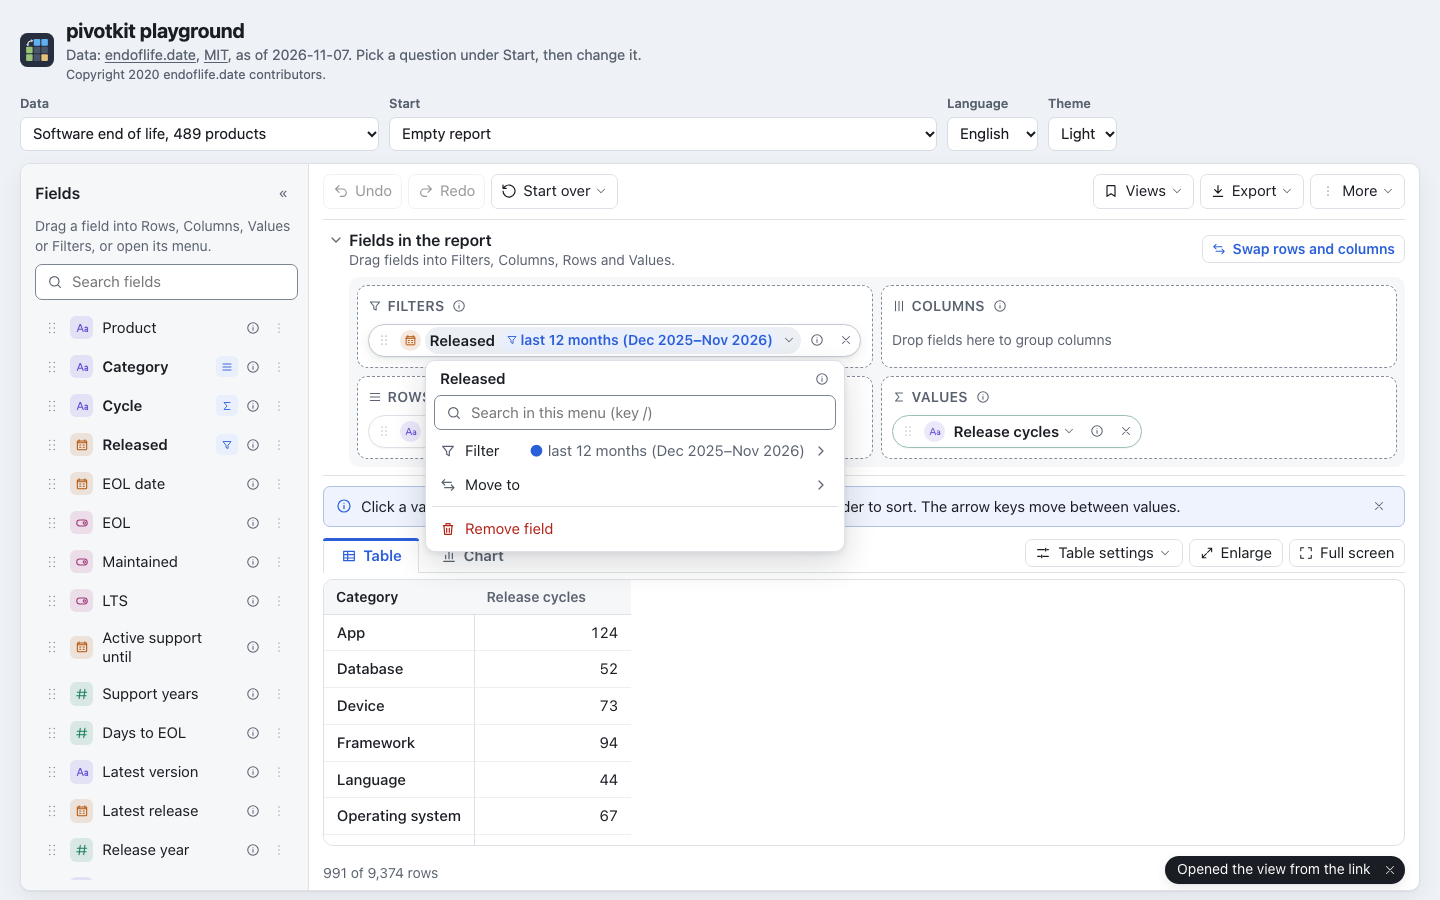 pivotkit playground
Data: endoflife.date, MIT, as of 2026-11-07. Pick a question under Start, then change it.
Copyright 2020 endoflife.date contributors.
Data
Start
Language
Theme
Software end of life, 489 products
Empty report
English
Light
Fields
«
Drag a field into Rows, Columns, Values
or Filters, or open its menu.
Search fields
Aa Product
Aa Category
Aa Cycle
Released
EOL date
EOL
Maintained
LTS
Active support
until
# Support years
# Days to EOL
Aa Latest version
Latest release
# Release year
Undo
Redo
Start over
Views
Export
More
Fields in the report
Drag fields into Filters, Columns, Rows and Values.
Swap rows and columns
FILTERS
Released last 12 months (Dec 2025–Nov 2026)
COLUMNS
Drop fields here to group columns
ROWS
Aa
VALUES
Aa Release cycles
Released
Search in this menu (key /)
Filter last 12 months (Dec 2025–Nov 2026)
Move to
Remove field
Click a va
der to sort. The arrow keys move between values.
Table
Chart
Table settings
Enlarge
Full screen
Category Release cycles
App 124
Database 52
Device 73
Framework 94
Language 44
Operating system 67
991 of 9,374 rows
Opened the view from the link